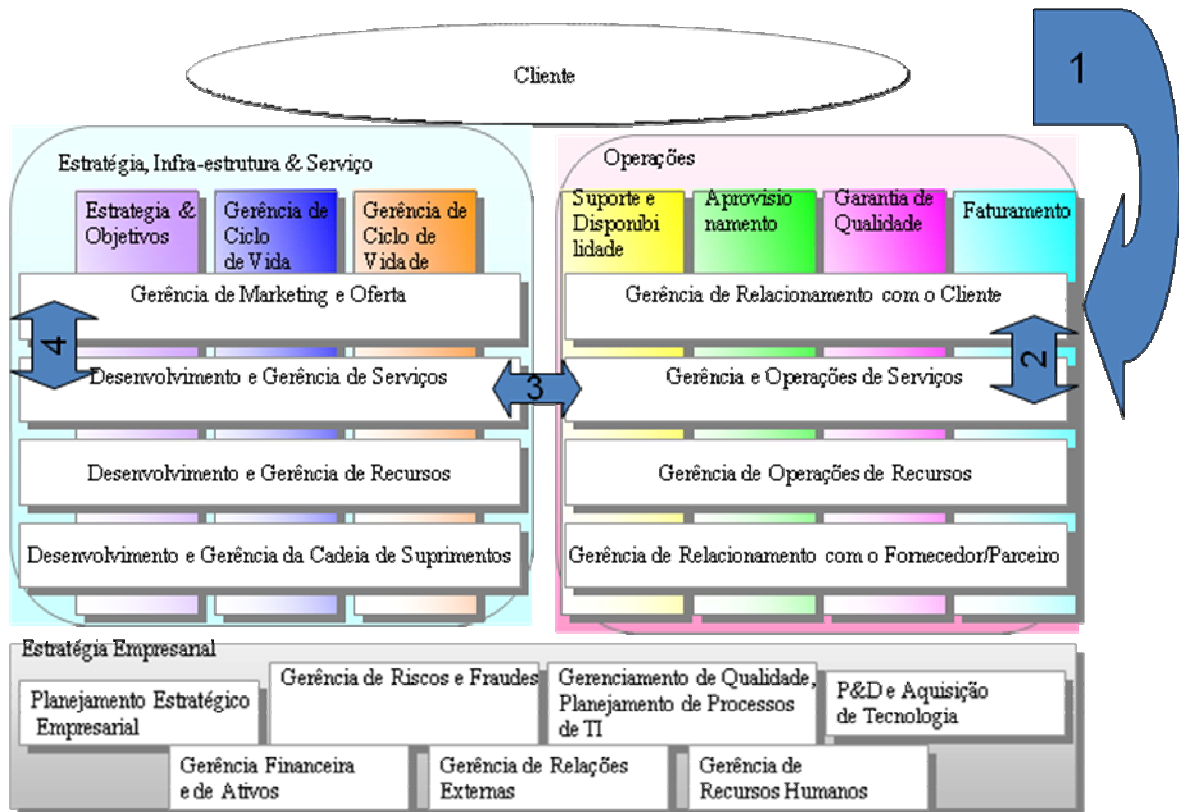 Cliente
1
Estratégia, Infra-estrutura & Serviço
Operações
Estrategia &
Objetivos
Gerência de
Ciclo
de Vida
Gerência de
Ciclo de
Vida de
Suporte e
Disponibi
lidade
Aprovisio
namento
Garantia de
Qualidade
Faturamento
Gerência de Marketing e Oferta
Gerência de Relacionamento com o Cliente
4
3
2
Desenvolvimento e Gerência de Serviços
Gerência e Operações de Serviços
Desenvolvimento e Gerência de Recursos
Gerência de Operações de Recursos
Desenvolvimento e Gerência da Cadeia de Suprimentos
Gerência de Relacionamento com o Fornecedor/Parceiro
Estratégia Empresarial
Planejamento Estratégico
Empresarial
Gerência de Riscos e Fraudes
Gerenciamento de Qualidade,
Planejamento de Processos
de TI
P&D e Aquisição
de Tecnologia
Gerência Financeira
e de Ativos
Gerência de Relações
Externas
Gerência de
Recursos Humanos